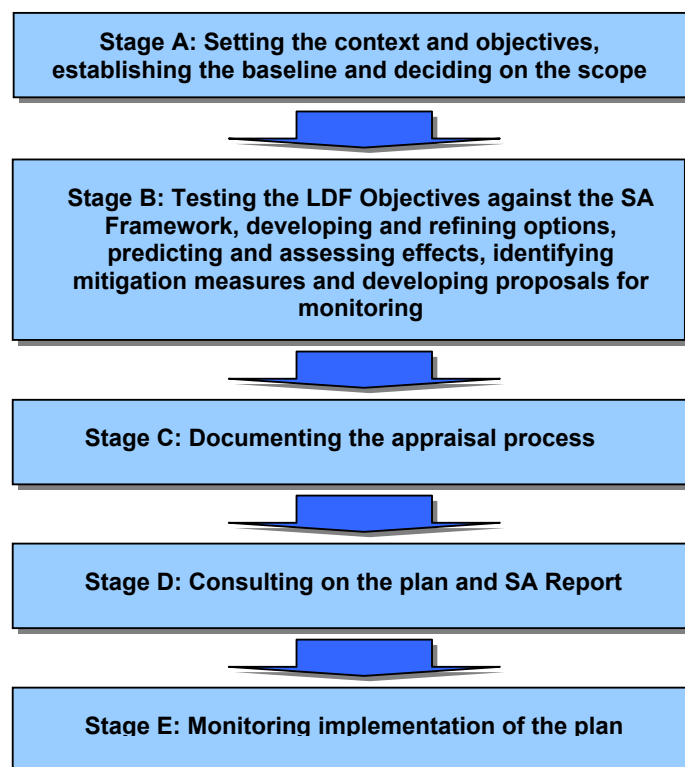 Stage A: Setting the context and objectives,
establishing the baseline and deciding on the scope
Stage B: Testing the LDF Objectives against the SA
Framework, developing and refining options,
predicting and assessing effects, identifying
mitigation measures and developing proposals for
monitoring
Stage C: Documenting the appraisal process
Stage D: Consulting on the plan and SA Report
Stage E: Monitoring implementation of the plan